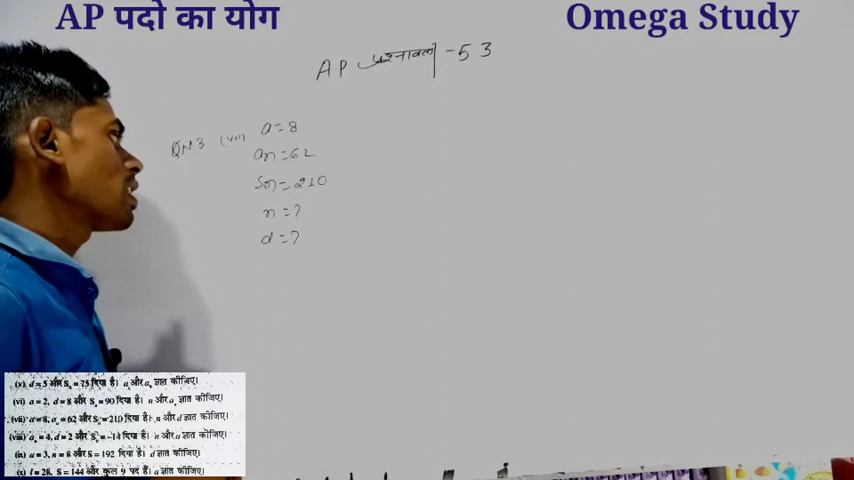 AP पदो का योग
Omega Study
AP प्रश्नावली - 5 3
QN 3 (vii) a = 8
an = 62
Sn = 210
n = ?
d = ?
(v) d = 5 और S₉ = 75 दिया है। a और a₉ ज्ञात कीजिए।
(vi) a = 2, d = 8 और Sₙ = 90 दिया है। n और aₙ ज्ञात कीजिए।
(vii) a = 8, aₙ = 62 और Sₙ = 210 दिया है। n और d ज्ञात कीजिए।
(viii) aₙ = 4, d = 2 और Sₙ = –14 दिया है। n और a ज्ञात कीजिए।
(ix) a = 3, n = 8 और S = 192 दिया है। d ज्ञात कीजिए।
(x) l = 28, S = 144 और कुल 9 पद हैं। a ज्ञात कीजिए।